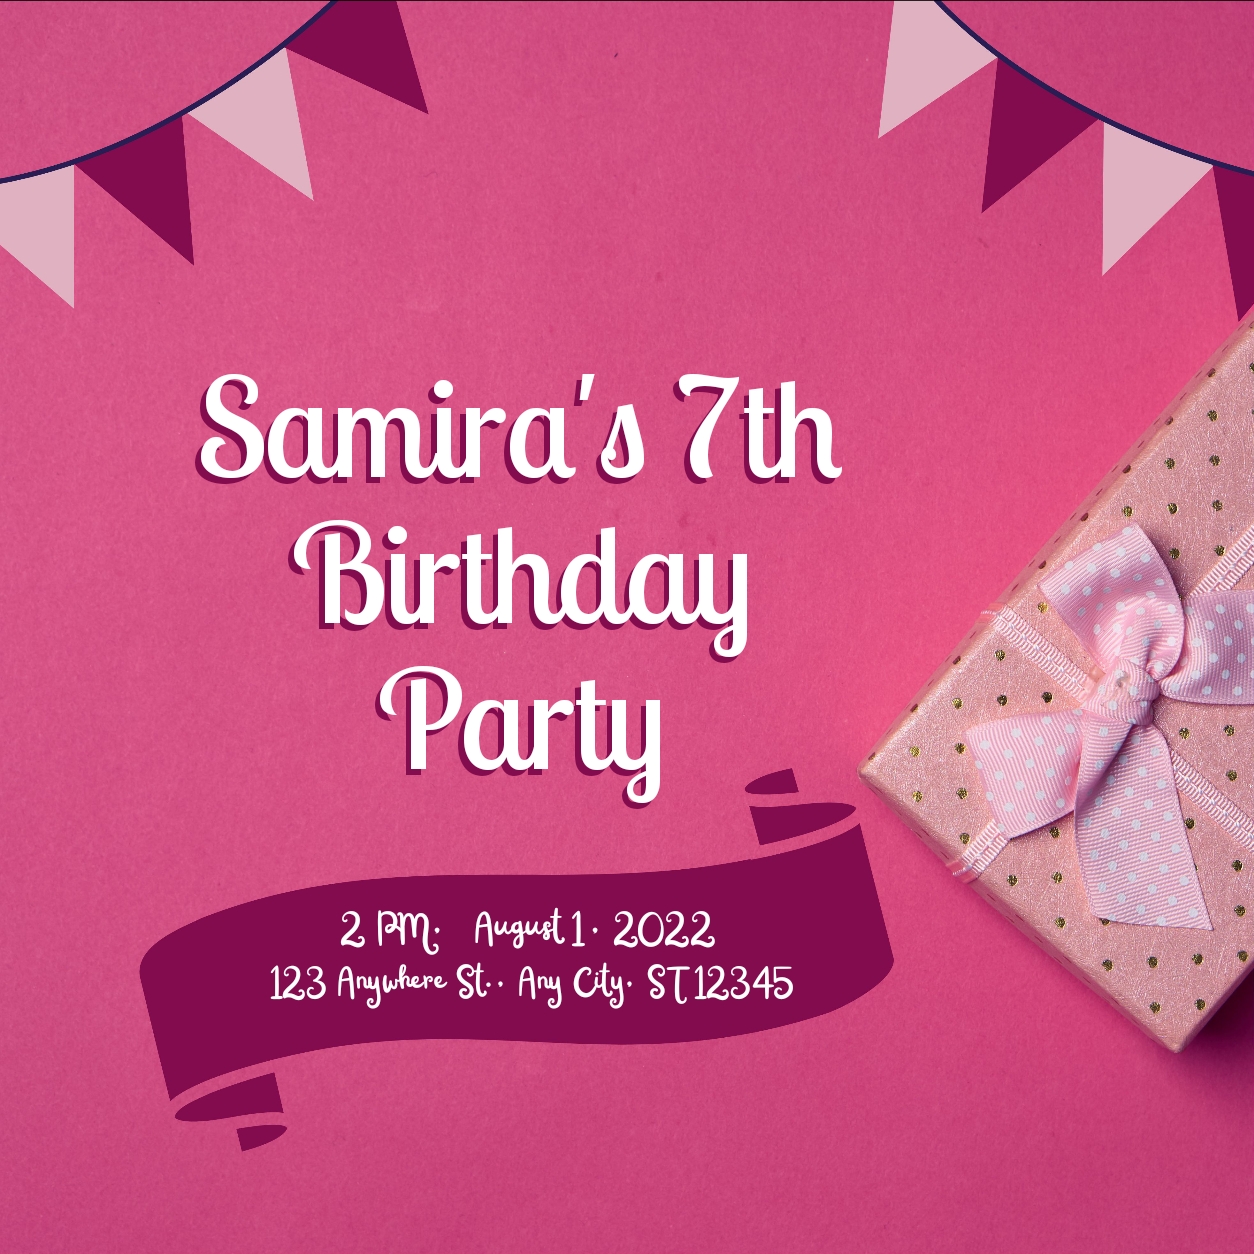 Samira's 7th
Birthday
Party
2 PM; August 1, 2022
123 Anywhere St., Any City, ST 12345